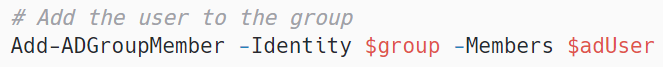 # Add the user to the group
Add-ADGroupMember -Identity $group -Members $adUser